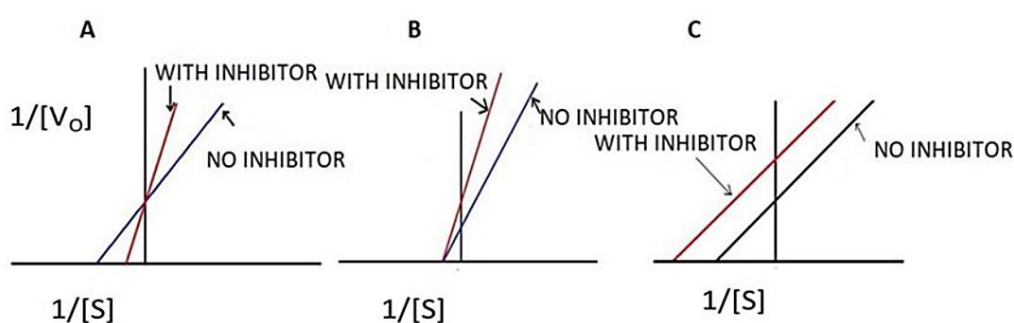 A
B
C
WITH INHIBITOR
1/[VO]
NO INHIBITOR
1/[S]
WITH INHIBITOR
NO INHIBITOR
1/[S]
WITH INHIBITOR
NO INHIBITOR
1/[S]